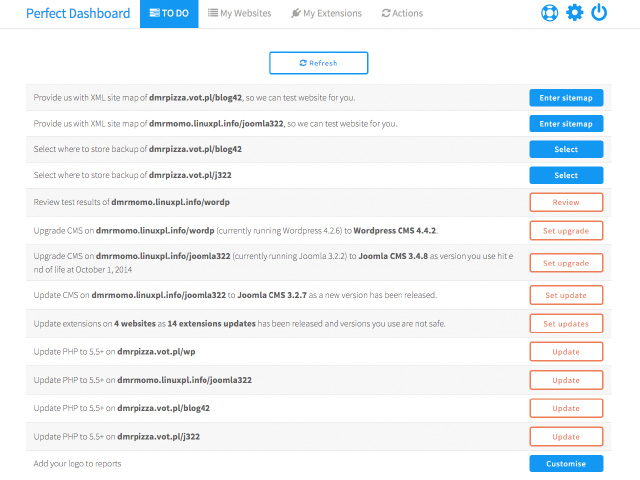 Perfect Dashboard TO DO My Websites My Extensions Actions
Refresh
Provide us with XML site map of dmrpizza.vot.pl/blog42, so we can test website for you. Enter sitemap
Provide us with XML site map of dmrmomo.linuxpl.info/joomla322, so we can test website for you. Enter sitemap
Select where to store backup of dmrpizza.vot.pl/blog42 Select
Select where to store backup of dmrpizza.vot.pl/j322 Select
Review test results of dmrmomo.linuxpl.info/wordp Review
Upgrade CMS on dmrmomo.linuxpl.info/wordp (currently running Wordpress 4.2.6) to Wordpress CMS 4.4.2. Set upgrade
Upgrade CMS on dmrmomo.linuxpl.info/joomla322 (currently running Joomla 3.2.2) to Joomla CMS 3.4.8 as version you use hit e
nd of life at October 1, 2014 Set upgrade
Update CMS on dmrmomo.linuxpl.info/joomla322 to Joomla CMS 3.2.7 as a new version has been released. Set update
Update extensions on 4 websites as 14 extensions updates has been released and versions you use are not safe. Set updates
Update PHP to 5.5+ on dmrpizza.vot.pl/wp Update
Update PHP to 5.5+ on dmrmomo.linuxpl.info/joomla322 Update
Update PHP to 5.5+ on dmrpizza.vot.pl/blog42 Update
Update PHP to 5.5+ on dmrpizza.vot.pl/j322 Update
Add your logo to reports Customise